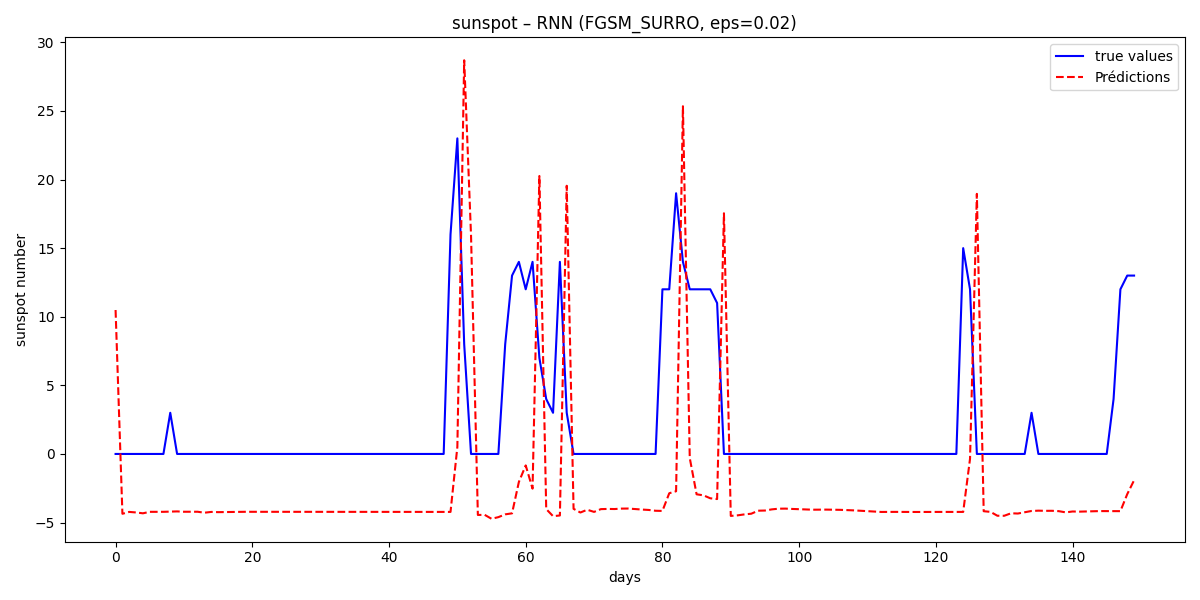 sunspot – RNN (FGSM_SURRO, eps=0.02)
true values
Prédictions
sunspot number
30
25
20
15
10
5
0
−5
0 20 40 60 80 100 120 140
days